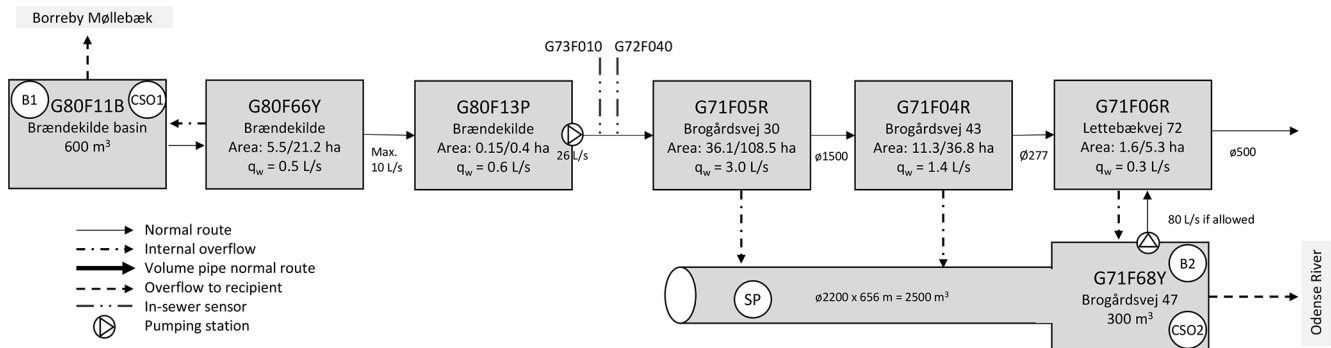 Borreby Møllebæk
B1
CSO1
G80F11B
Brændekilde basin
600 m³
G80F66Y
Brændekilde
Area: 5.5/21.2 ha
q_w = 0.5 L/s
Max.
10 L/s
G80F13P
Brændekilde
Area: 0.15/0.4 ha
q_w = 0.6 L/s
26 L/s
G73F010
G72F040
G71F05R
Brogårdsvej 30
Area: 36.1/108.5 ha
q_w = 3.0 L/s
ø1500
G71F04R
Brogårdsvej 43
Area: 11.3/36.8 ha
q_w = 1.4 L/s
Ø277
G71F06R
Lettebækvej 72
Area: 1.6/5.3 ha
q_w = 0.3 L/s
ø500
80 L/s if allowed
Normal route
Internal overflow
Volume pipe normal route
Overflow to recipient
In-sewer sensor
Pumping station
SP
ø2200 x 656 m = 2500 m³
B2
G71F68Y
Brogårdsvej 47
300 m³
CSO2
Odense River